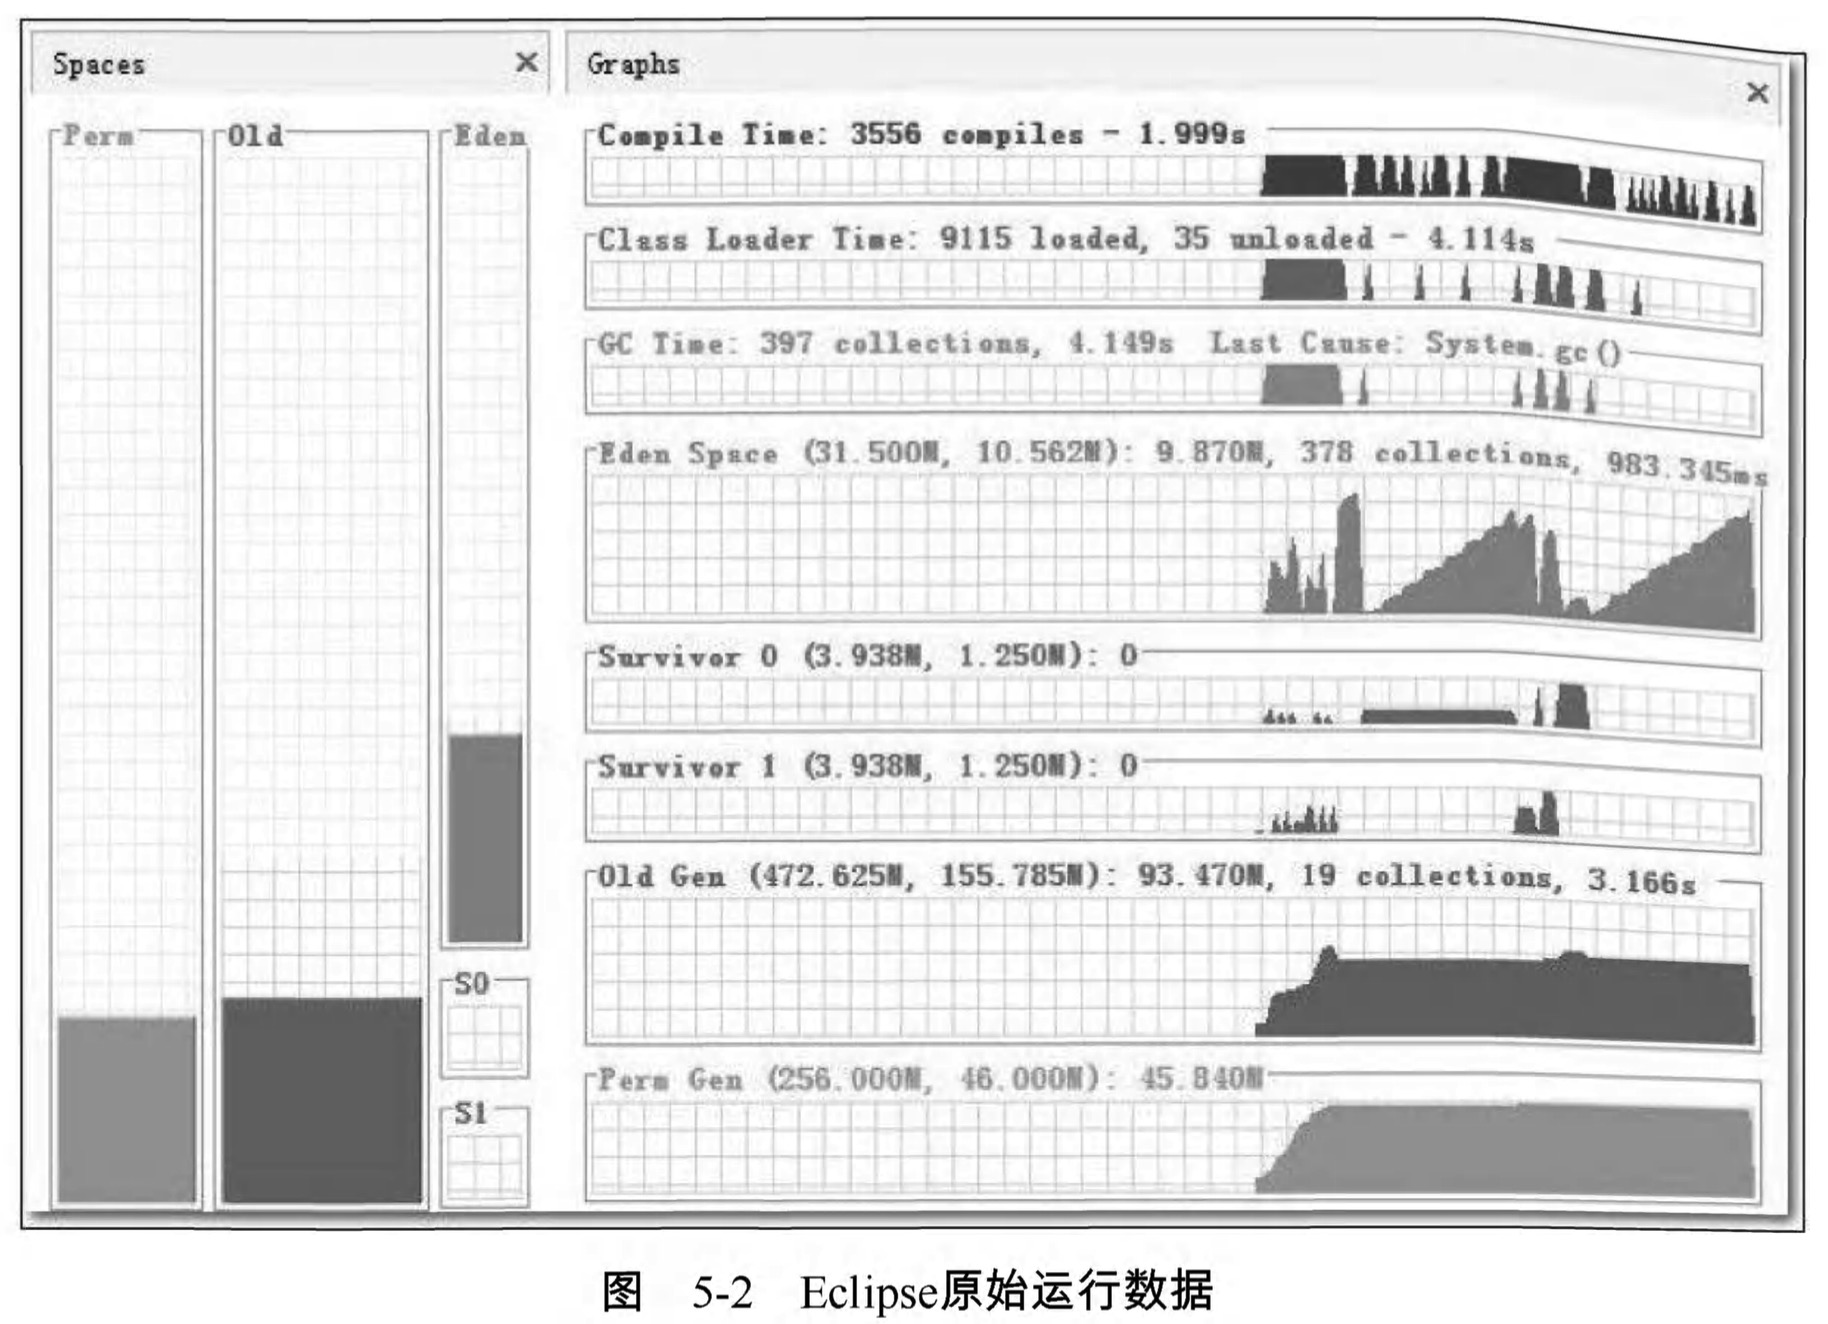 Spaces
Graphs
Perm
Old
Eden
S0
S1
Compile Time: 3556 compiles - 1.999s
Class Loader Time: 9115 loaded, 35 unloaded - 4.114s
GC Time: 397 collections, 4.149s Last Cause: System.gc()
Eden Space (31.500M, 10.562M): 9.870M, 378 collections, 983.345ms
Survivor 0 (3.938M, 1.250M): 0
Survivor 1 (3.938M, 1.250M): 0
Old Gen (472.625M, 155.785M): 93.470M, 19 collections, 3.166s
Perm Gen (256.000M, 46.000M): 45.840M
图 5-2 Eclipse原始运行数据